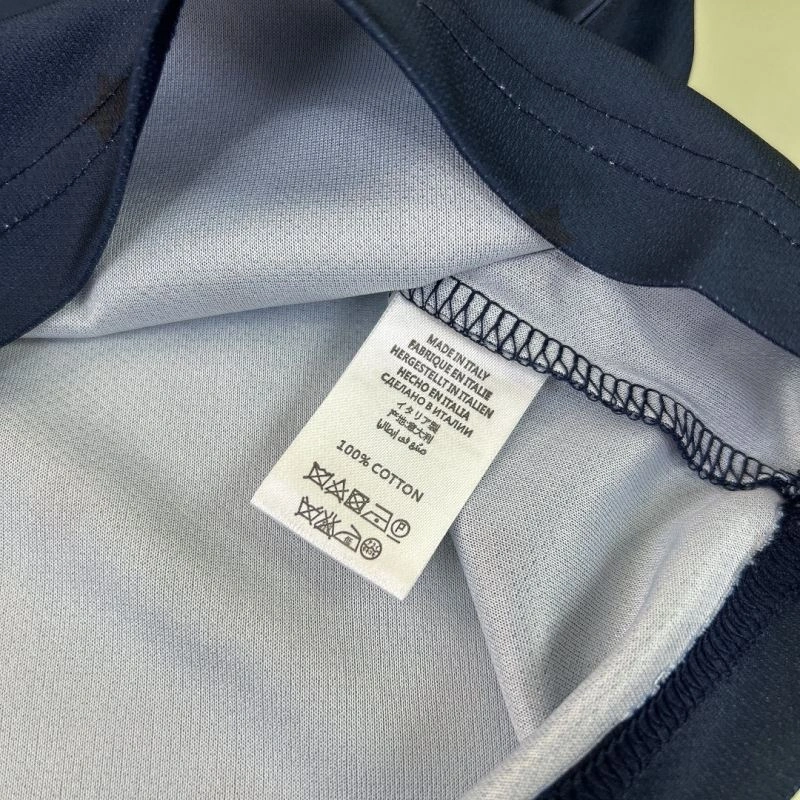 MADE IN ITALY
FABRIQUE EN ITALIE
HERGESTELLT IN ITALIEN
HECHO EN ITALIA
СДЕЛАНО В ИТАЛИИ
イタリア製
产地:意大利
صنع في إيطاليا
100% COTTON
P